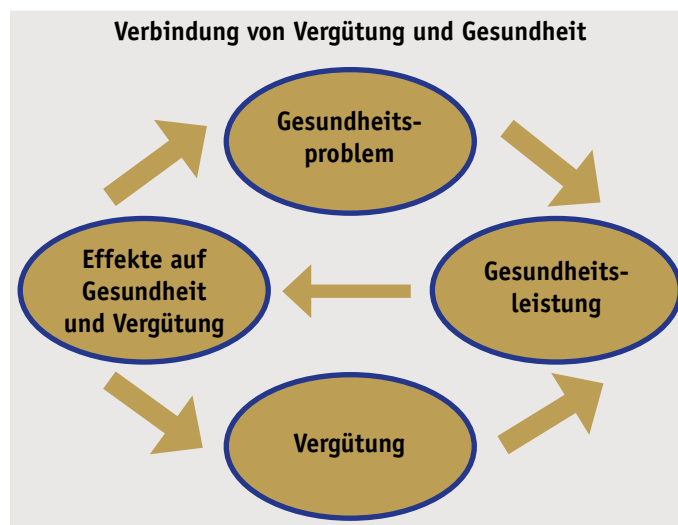 Verbindung von Vergütung und Gesundheit
Gesundheits-
problem
Effekte auf
Gesundheit
und Vergütung
Gesundheits-
leistung
Vergütung